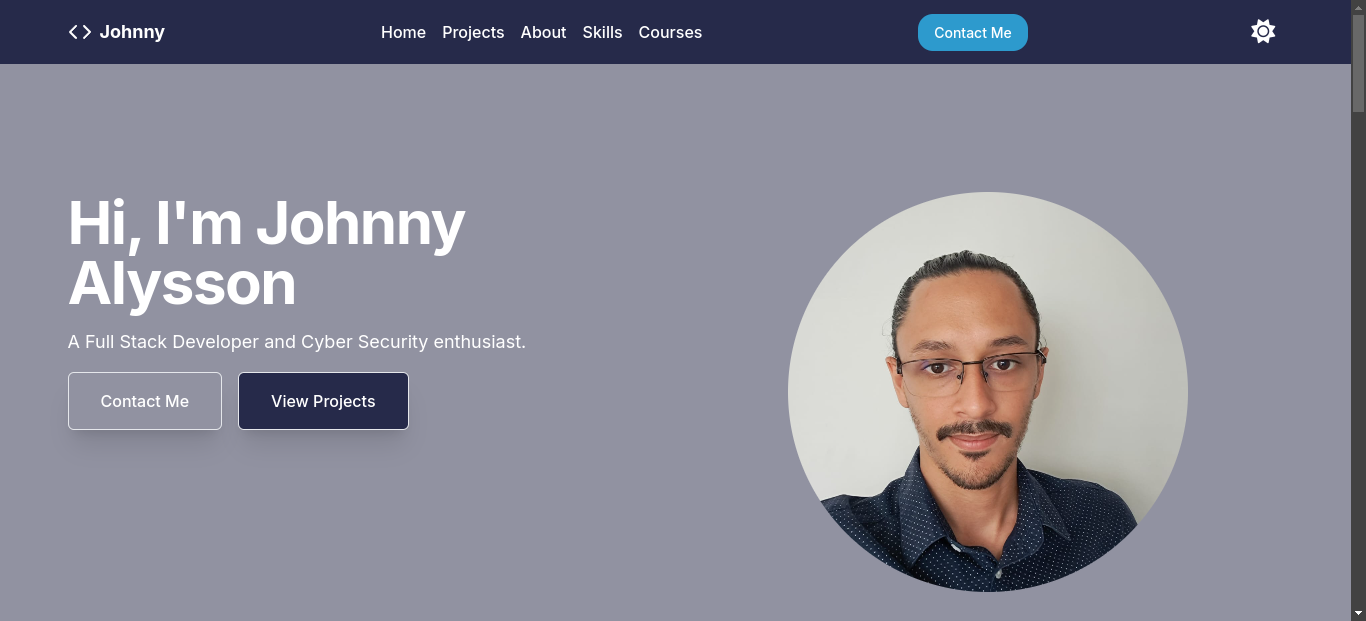 Johnny
Home Projects About Skills Courses
Contact Me
Hi, I'm Johnny
Alysson
A Full Stack Developer and Cyber Security enthusiast.
Contact Me
View Projects